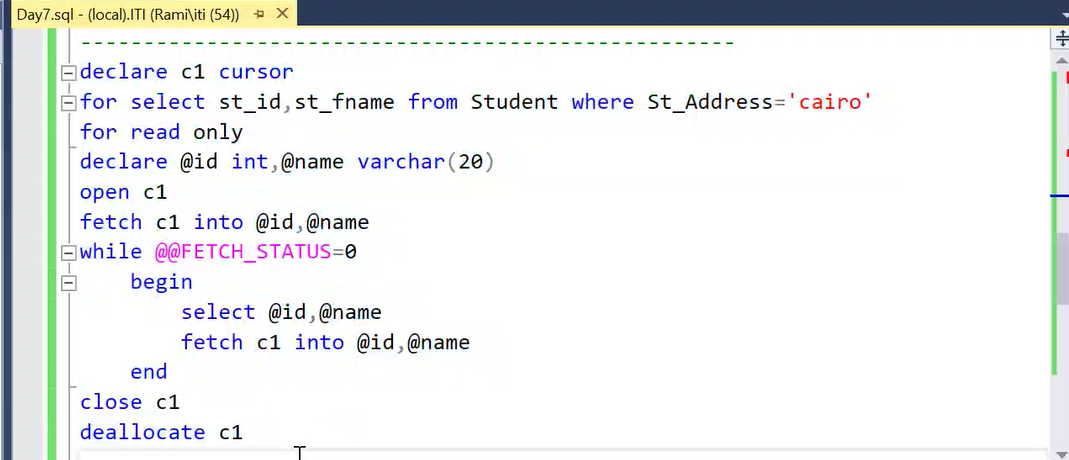 Day7.sql - (local).ITI (Rami\iti (54))
----------------------------------------------------
declare c1 cursor
for select st_id,st_fname from Student where St_Address='cairo'
for read only
declare @id int,@name varchar(20)
open c1
fetch c1 into @id,@name
while @@FETCH_STATUS=0
begin
select @id,@name
fetch c1 into @id,@name
end
close c1
deallocate c1